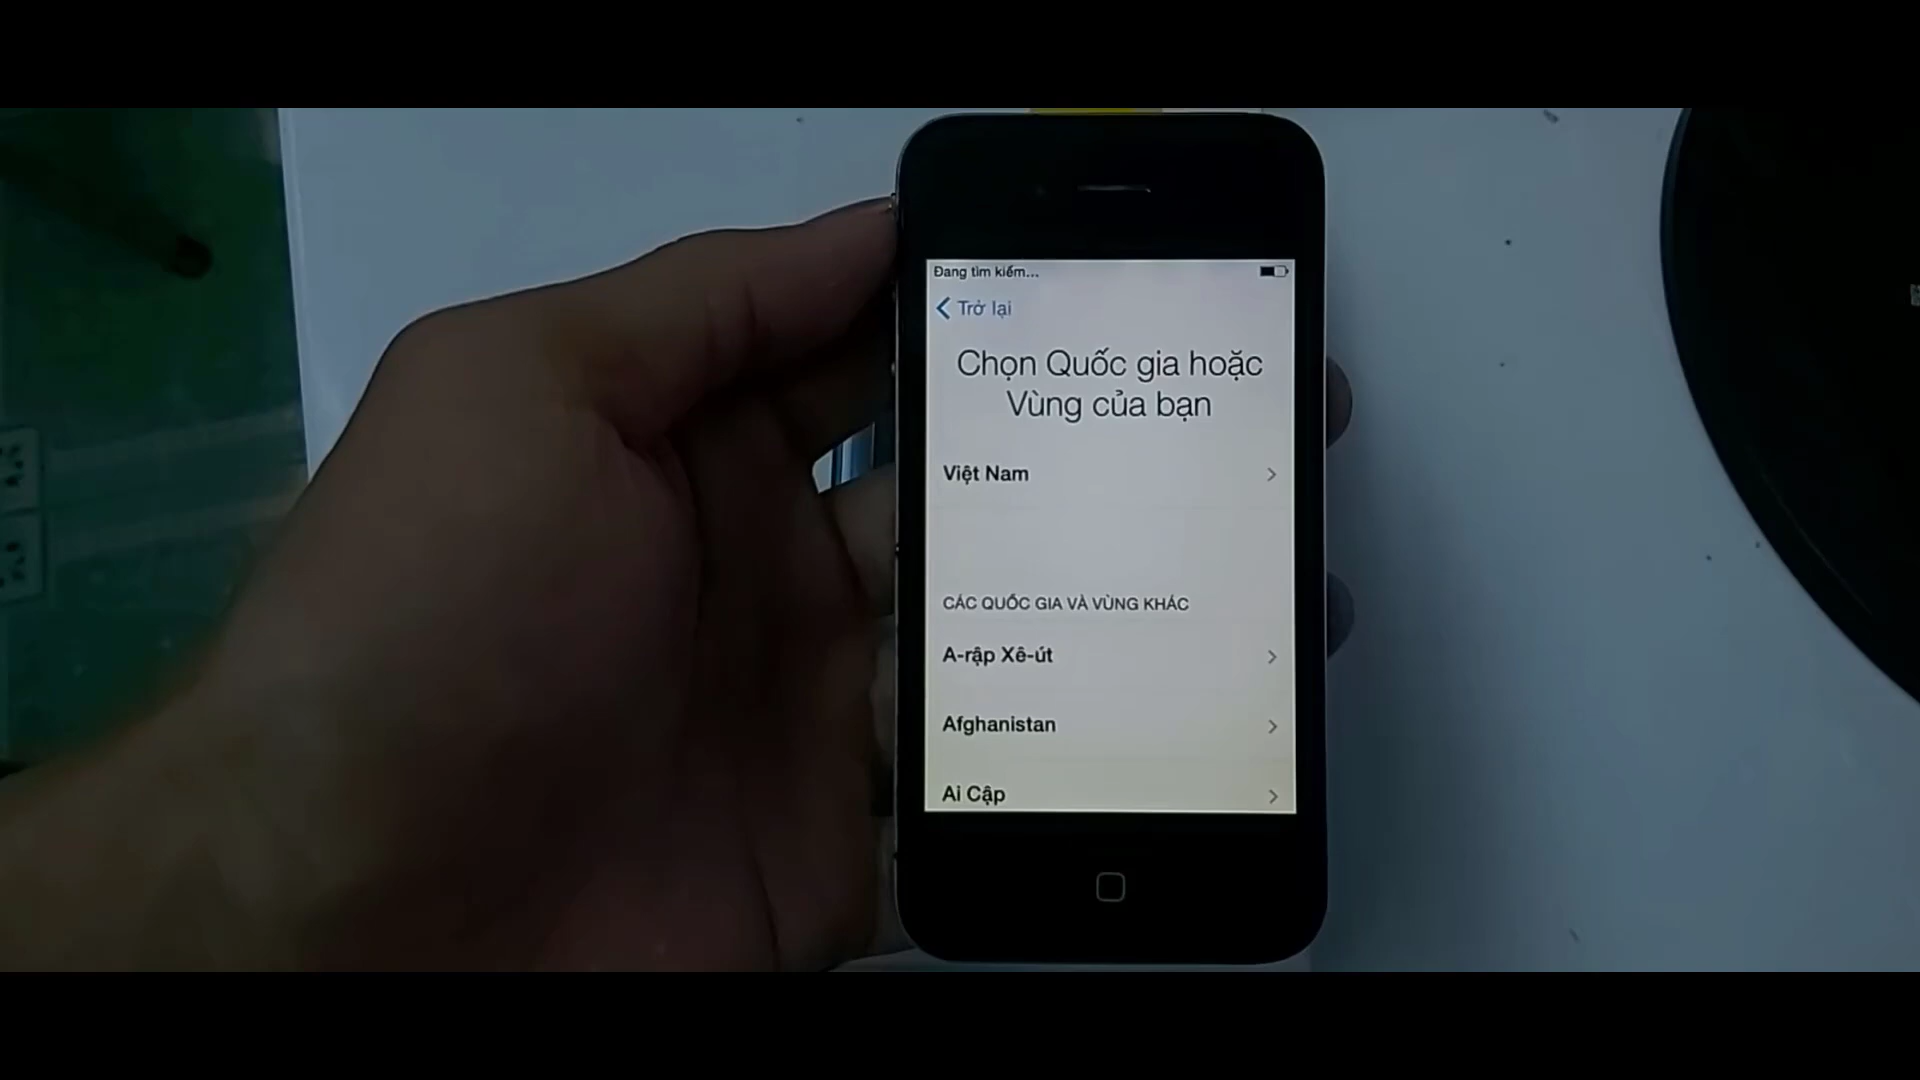 Đang tìm kiếm...
Trở lại
Chọn Quốc gia hoặc
Vùng của bạn
Việt Nam
CÁC QUỐC GIA VÀ VÙNG KHÁC
A-rập Xê-út
Afghanistan
Ai Cập